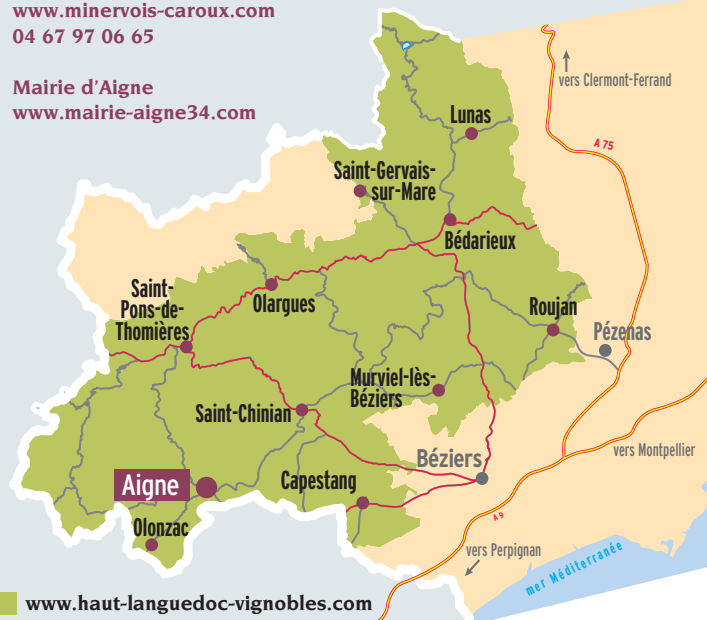 www.minervois-caroux.com
04 67 97 06 65
Mairie d'Aigne
www.mairie-aigne34.com
vers Clermont-Ferrand
Lunas
A 75
Saint-Gervais-
sur-Mare
Bédarieux
Saint-
Pons-de-
Thomières
Olargues
Roujan
Pézenas
Murviel-lès-
Béziers
Saint-Chinian
Béziers
vers Montpellier
Aigne
Capestang
A 9
Olonzac
vers Perpignan
mer Méditerranée
www.haut-languedoc-vignobles.com